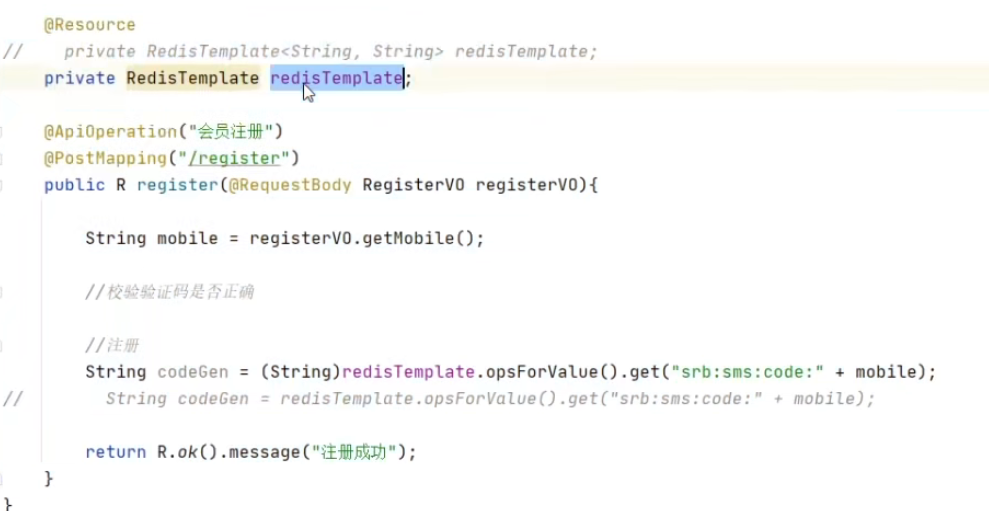 @Resource
//    private RedisTemplate<String, String> redisTemplate;
private RedisTemplate redisTemplate;
@ApiOperation("会员注册")
@PostMapping("/register")
public R register(@RequestBody RegisterVO registerVO){
String mobile = registerVO.getMobile();
//校验验证码是否正确
//注册
String codeGen = (String)redisTemplate.opsForValue().get("srb:sms:code:" + mobile);
//        String codeGen = redisTemplate.opsForValue().get("srb:sms:code:" + mobile);
return R.ok().message("注册成功");
}
}